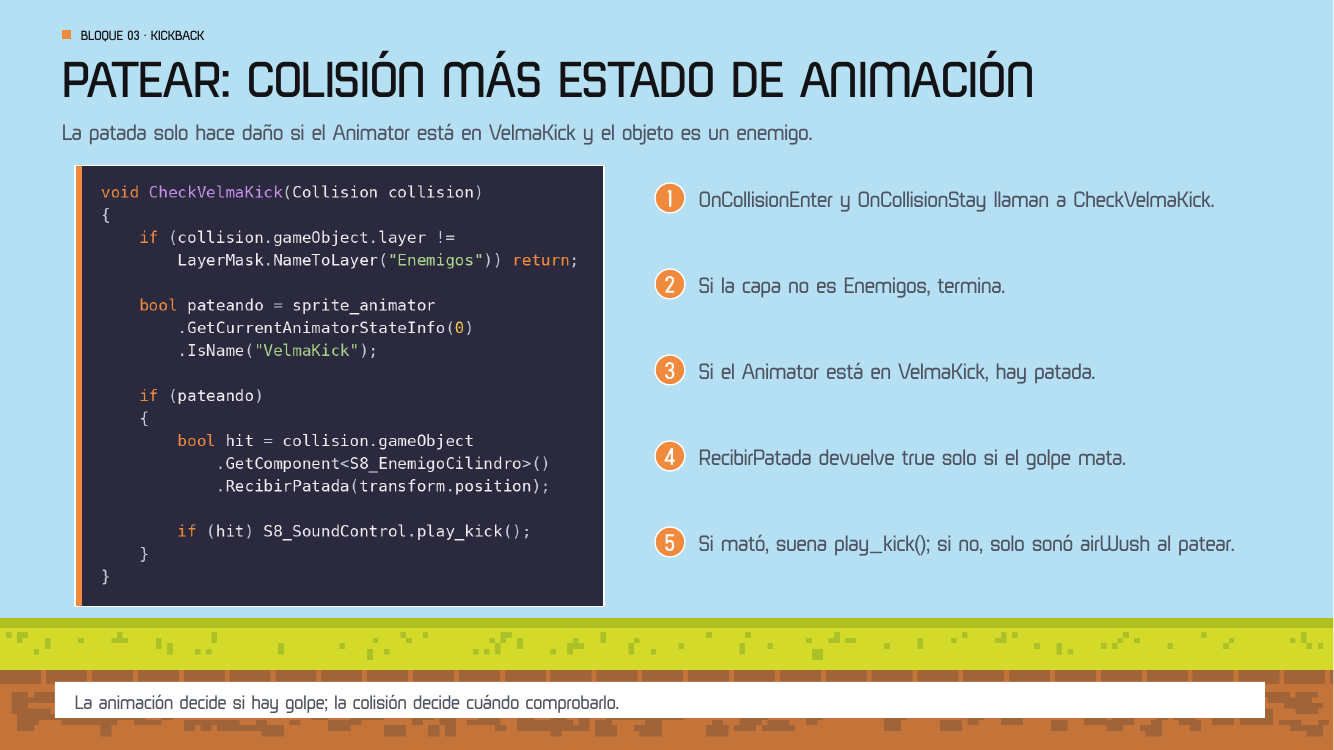 BLOQUE 03 · KICKBACK
PATEAR: COLISIÓN MÁS ESTADO DE ANIMACIÓN
La patada solo hace daño si el Animator está en VelmaKick y el objeto es un enemigo.
void CheckVelmaKick(Collision collision)
{
    if (collision.gameObject.layer !=
        LayerMask.NameToLayer("Enemigos")) return;

    bool pateando = sprite_animator
        .GetCurrentAnimatorStateInfo(0)
        .IsName("VelmaKick");

    if (pateando)
    {
        bool hit = collision.gameObject
            .GetComponent<S8_EnemigoCilindro>()
            .RecibirPatada(transform.position);

        if (hit) S8_SoundControl.play_kick();
    }
}
1 OnCollisionEnter y OnCollisionStay llaman a CheckVelmaKick.
2 Si la capa no es Enemigos, termina.
3 Si el Animator está en VelmaKick, hay patada.
4 RecibirPatada devuelve true solo si el golpe mata.
5 Si mató, suena play_kick(); si no, solo sonó airWush al patear.
La animación decide si hay golpe; la colisión decide cuándo comprobarlo.